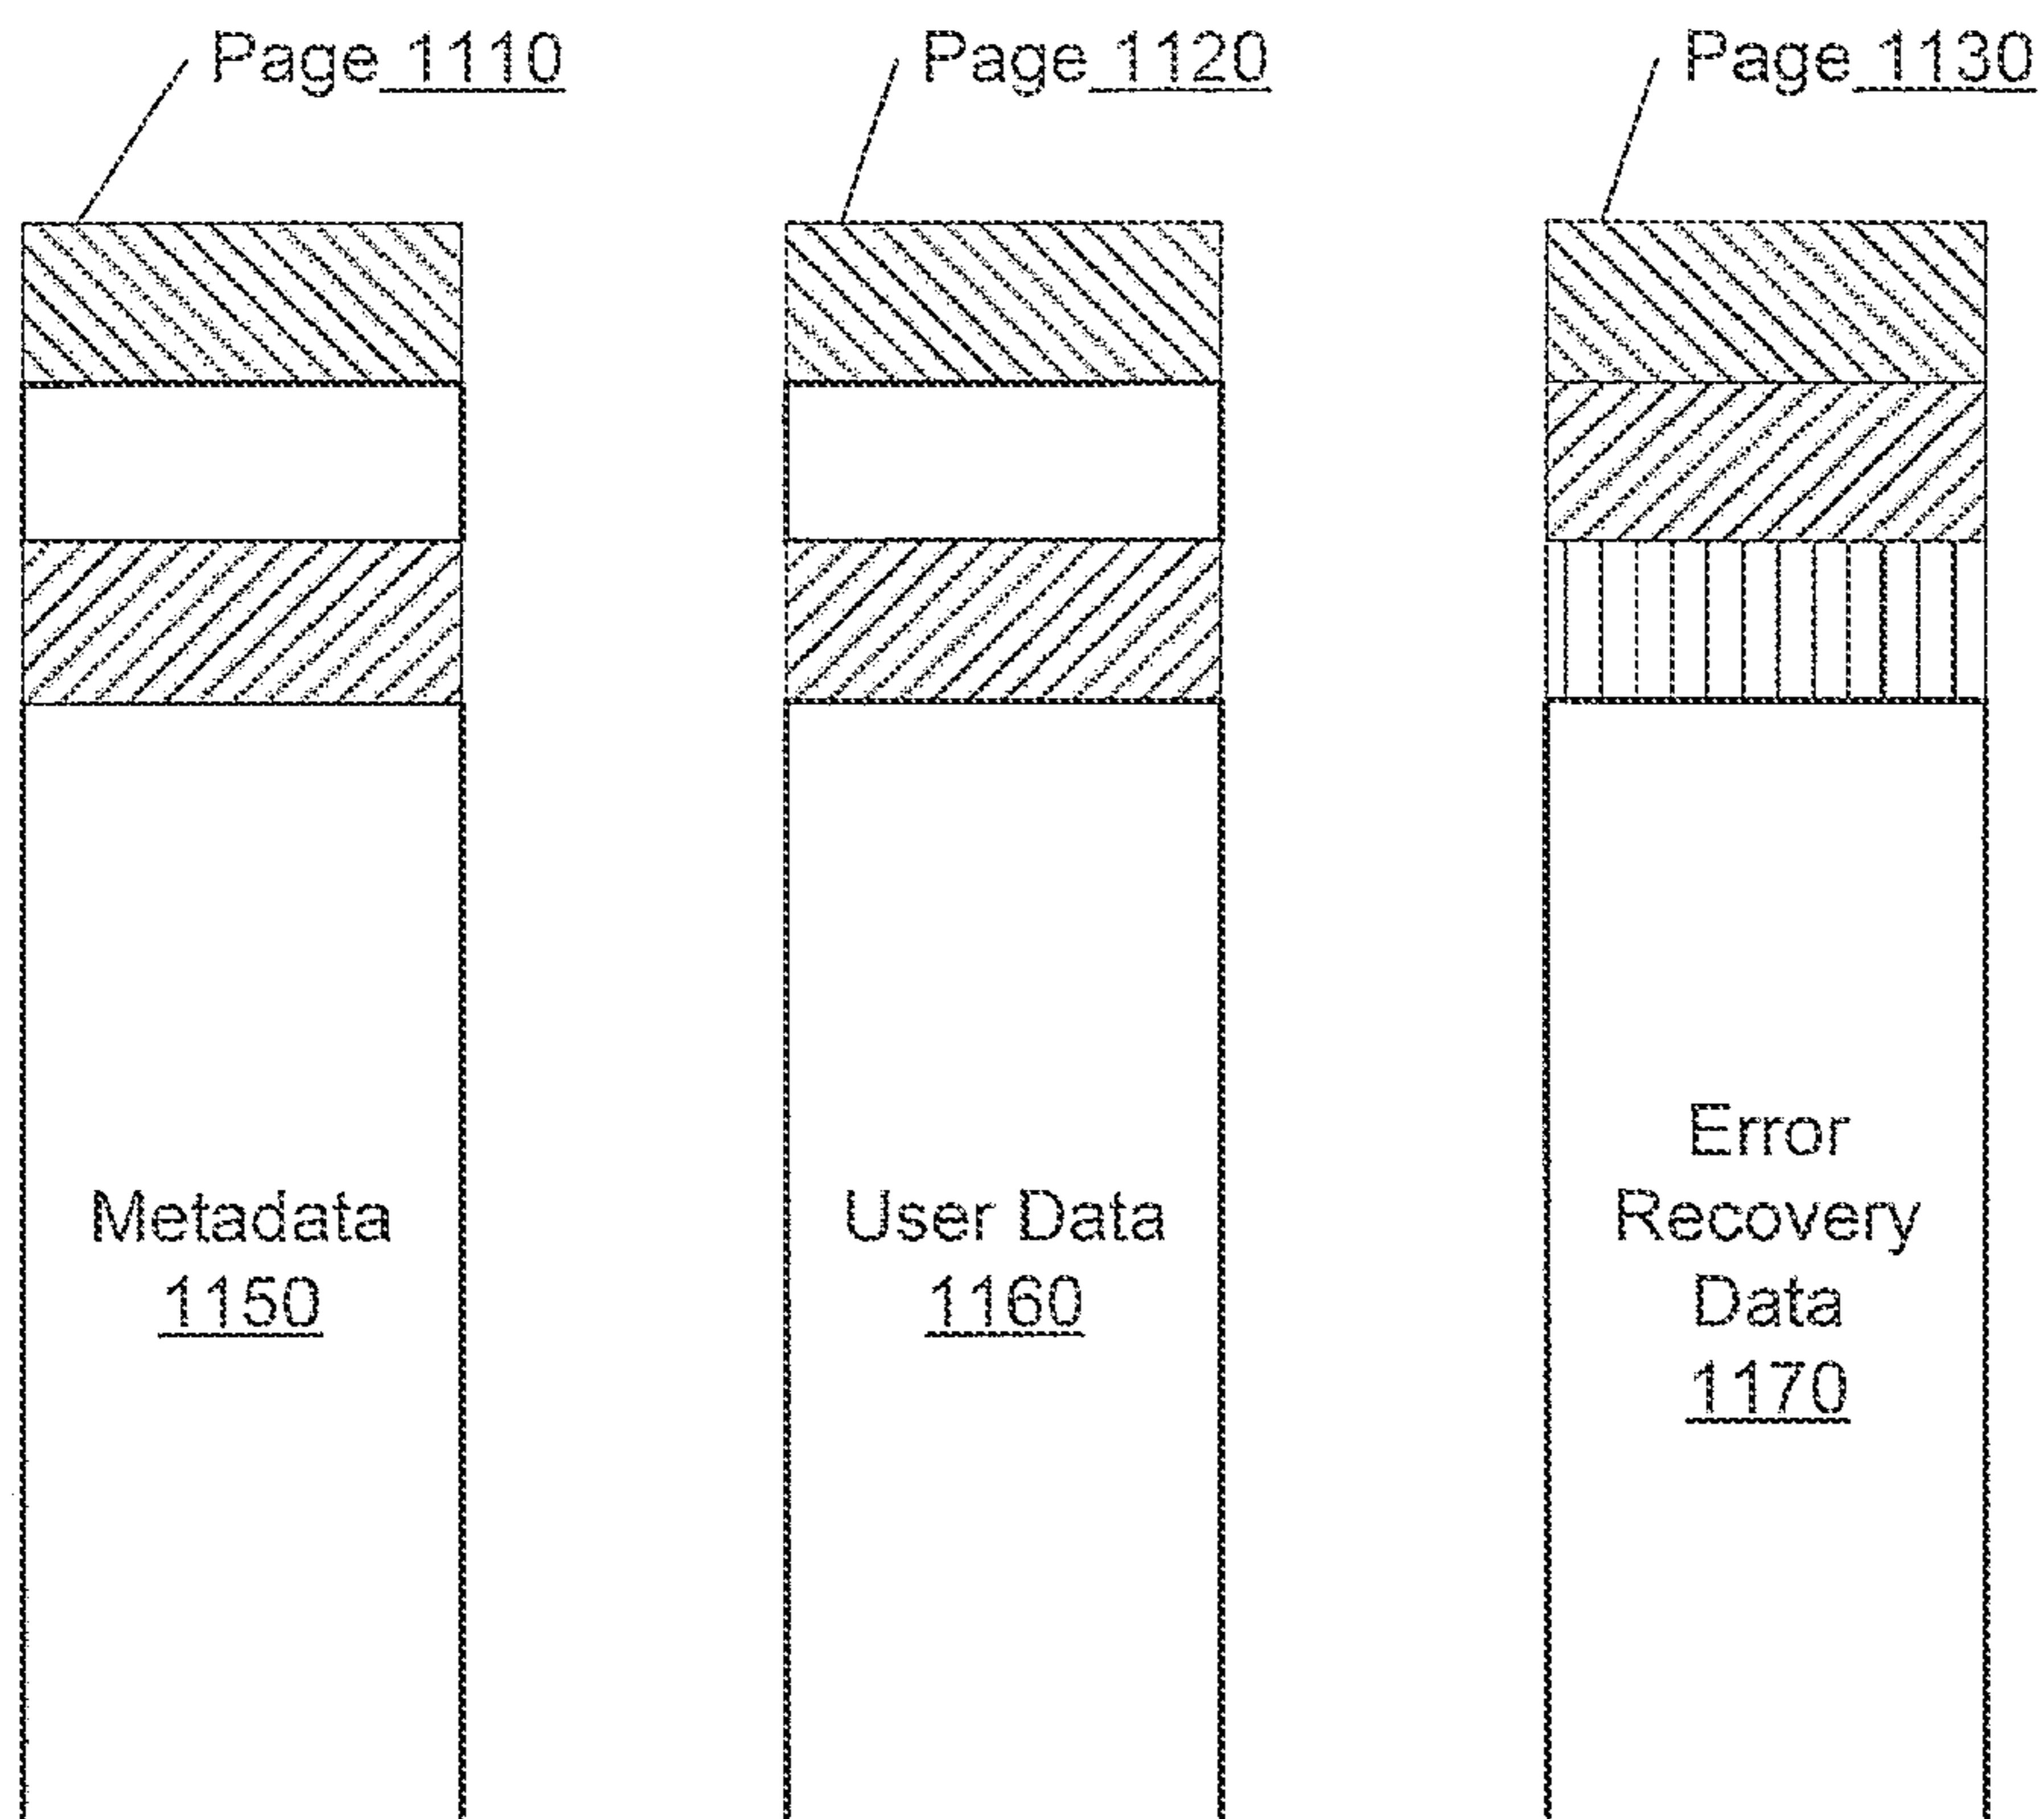 Page 1110
Page 1120
Page 1130
Metadata
1150
User Data
1160
Error
Recovery
Data
1170